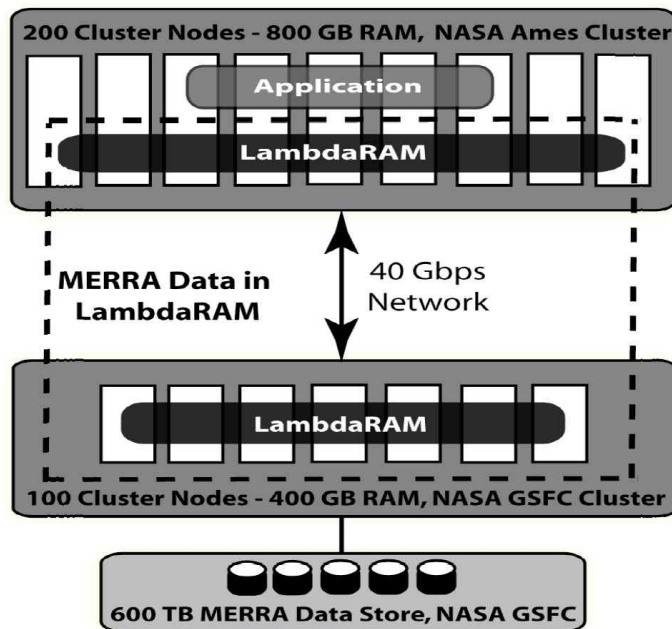 200 Cluster Nodes - 800 GB RAM, NASA Ames Cluster
Application
LambdaRAM
MERRA Data in
LambdaRAM
40 Gbps
Network
LambdaRAM
100 Cluster Nodes - 400 GB RAM, NASA GSFC Cluster
600 TB MERRA Data Store, NASA GSFC